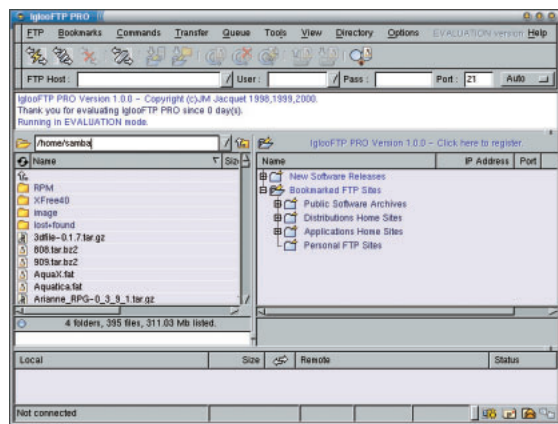 IglooFTP PRO
FTP Bookmarks Commands Transfer Queue Tools View Directory Options EVALUATION version Help
FTP Host : User : Pass : Port : 21 Auto
IglooFTP PRO Version 1.0.0 - Copyright (c)JM Jacquet 1998,1999,2000.
Thank you for evaluating IglooFTP PRO since 0 day(s).
Running in EVALUATION mode.
/home/samba
IglooFTP PRO Version 1.0.0 - Click here to register
Name Size
Name IP Address Port
RPM
XFree40
image
lost+found
3dfile-0.1.7.tar.gz
808.tar.bz2
909.tar.bz2
AquaX.fat
Aquatica.fat
Arianne_RPG-0_3_9_1.tar.gz
New Software Releases
Bookmarked FTP Sites
Public Software Archives
Distributions Home Sites
Applications Home Sites
Personal FTP Sites
4 folders, 395 files, 311.03 Mb listed.
Local Size Remote Status
Not connected